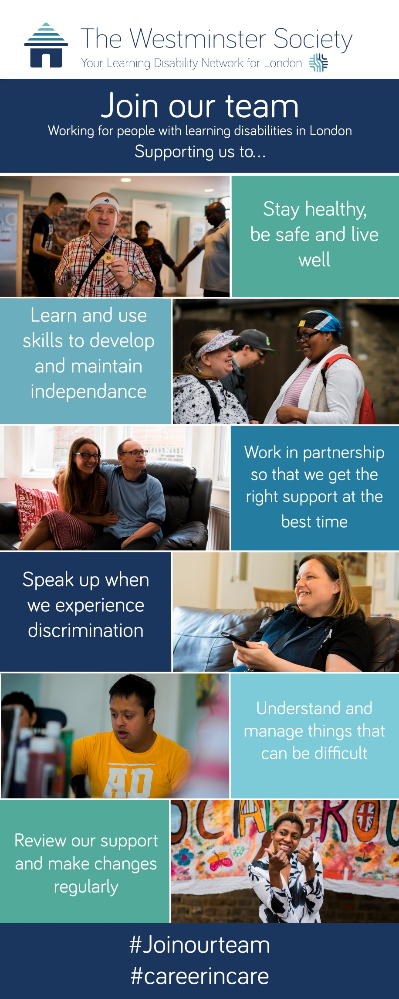 The Westminster Society
Your Learning Disability Network for London
Join our team
Working for people with learning disabilities in London
Supporting us to...
Stay healthy,
be safe and live
well
Learn and use
skills to develop
and maintain
independance
Work in partnership
so that we get the
right support at the
best time
Speak up when
we experience
discrimination
Understand and
manage things that
can be difficult
AD
Review our support
and make changes
regularly
#Joinourteam
#careerincare